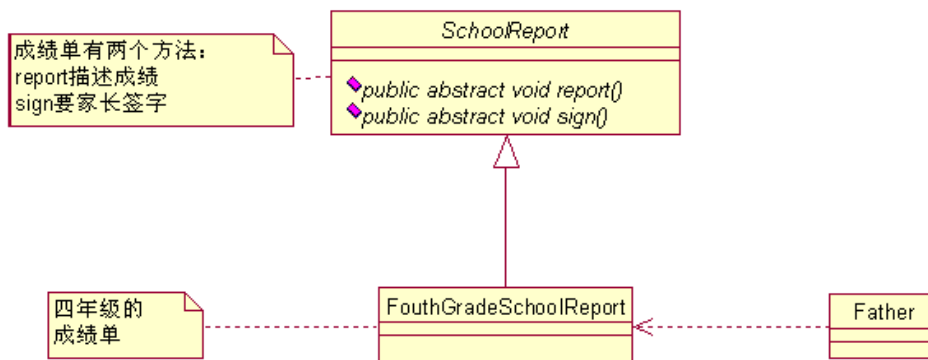 SchoolReport
成绩单有两个方法：
report描述成绩
sign要家长签字
public abstract void report()
public abstract void sign()
四年级的
成绩单
FouthGradeSchoolReport
Father